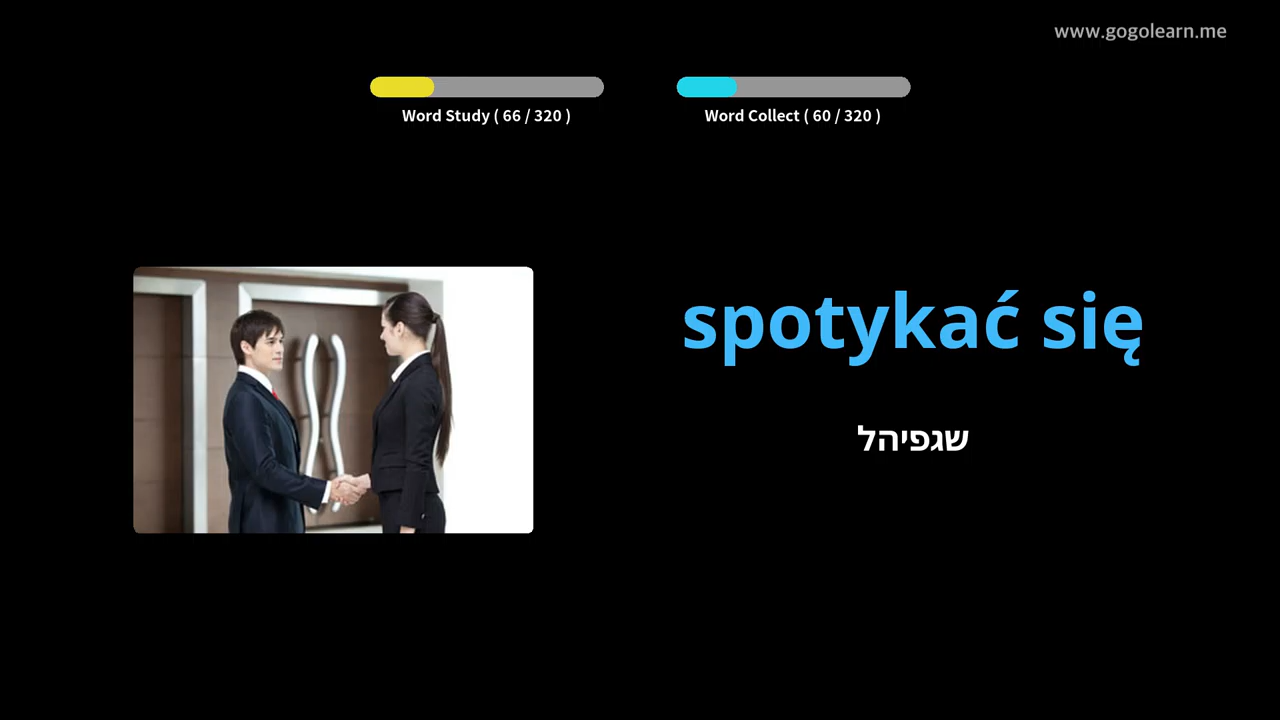 www.gogolearn.me
Word Study ( 66 / 320 )
Word Collect ( 60 / 320 )
spotykać się
שגפיהל